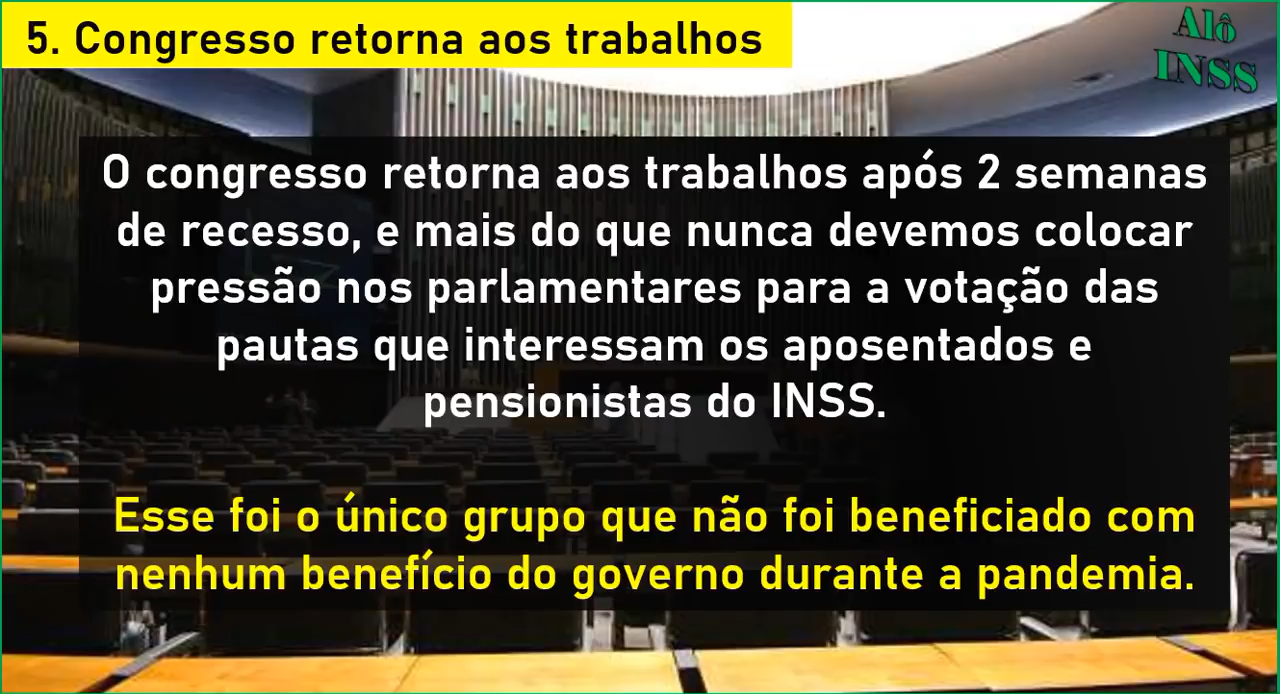 5. Congresso retorna aos trabalhos
Alô
INSS
O congresso retorna aos trabalhos após 2 semanas
de recesso, e mais do que nunca devemos colocar
pressão nos parlamentares para a votação das
pautas que interessam os aposentados e
pensionistas do INSS.
Esse foi o único grupo que não foi beneficiado com
nenhum benefício do governo durante a pandemia.